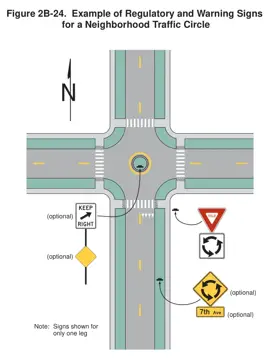 Figure 2B-24. Example of Regulatory and Warning Signs
for a Neighborhood Traffic Circle
N
KEEP
RIGHT
(optional)
(optional)
YIELD
(optional)
7th Ave
(optional)
Note: Signs shown for
only one leg